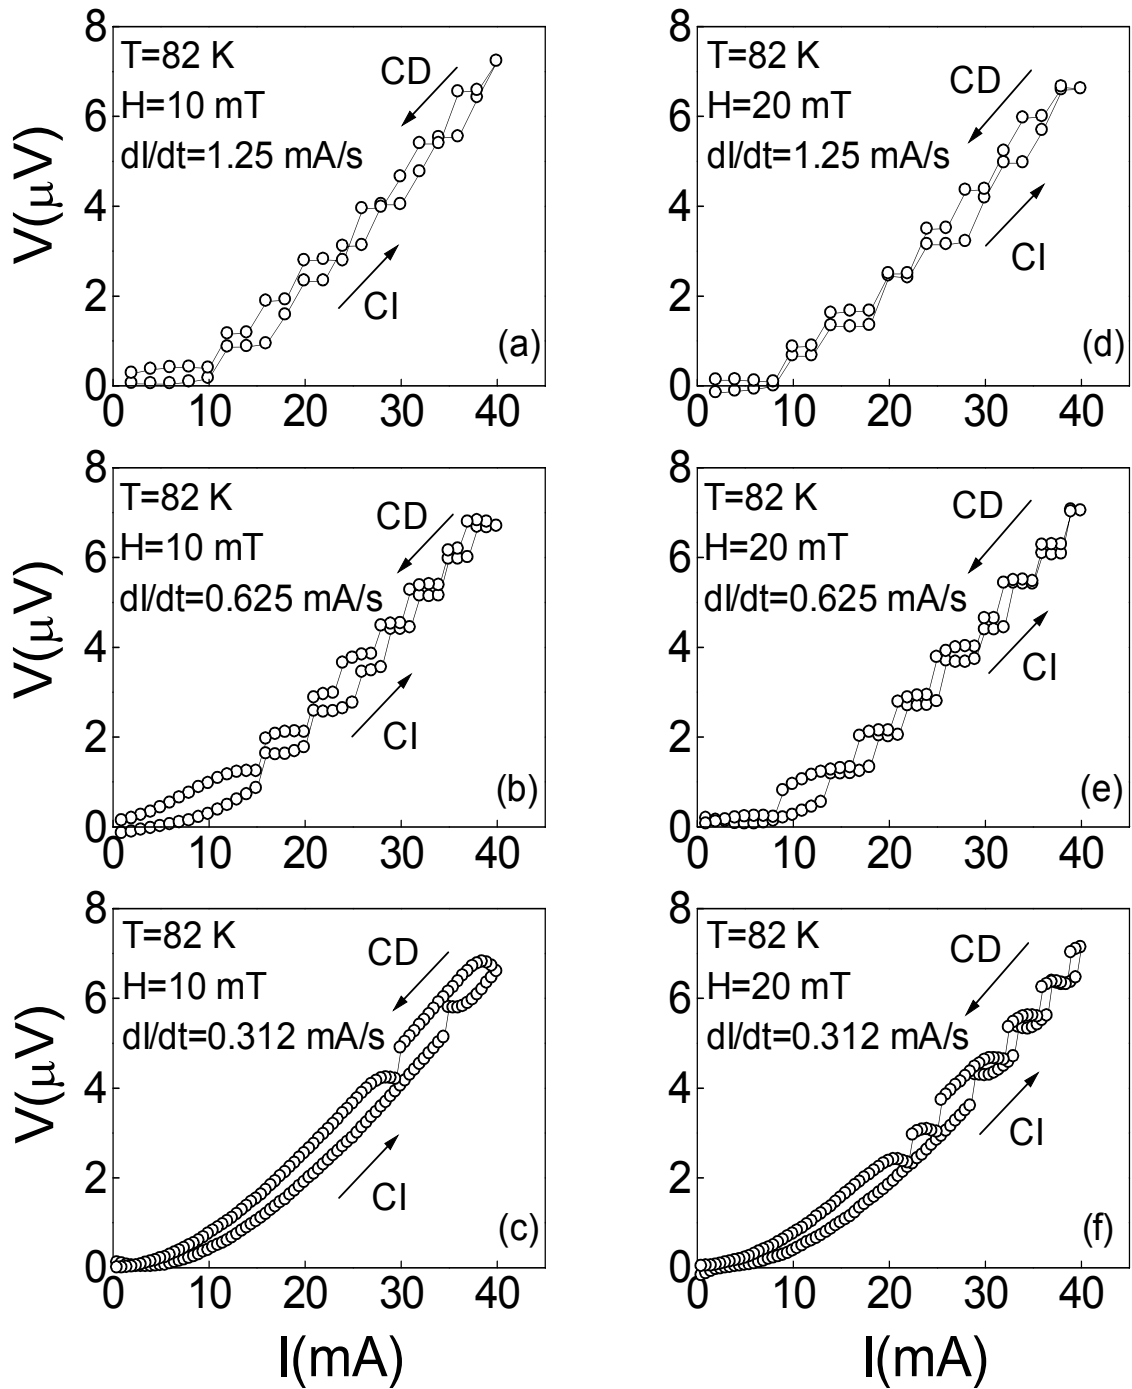 8
6
4
2
0
V(μV)
T=82 K
H=10 mT
dI/dt=1.25 mA/s
CD
CI
(a)
0 10 20 30 40
8
6
4
2
0
T=82 K
H=20 mT
dI/dt=1.25 mA/s
CD
CI
(d)
0 10 20 30 40
8
6
4
2
0
V(μV)
T=82 K
H=10 mT
dI/dt=0.625 mA/s
CD
CI
(b)
0 10 20 30 40
8
6
4
2
0
T=82 K
H=20 mT
dI/dt=0.625 mA/s
CD
CI
(e)
0 10 20 30 40
8
6
4
2
0
V(μV)
T=82 K
H=10 mT
dI/dt=0.312 mA/s
CD
CI
(c)
0 10 20 30 40
I(mA)
8
6
4
2
0
T=82 K
H=20 mT
dI/dt=0.312 mA/s
CD
CI
(f)
0 10 20 30 40
I(mA)